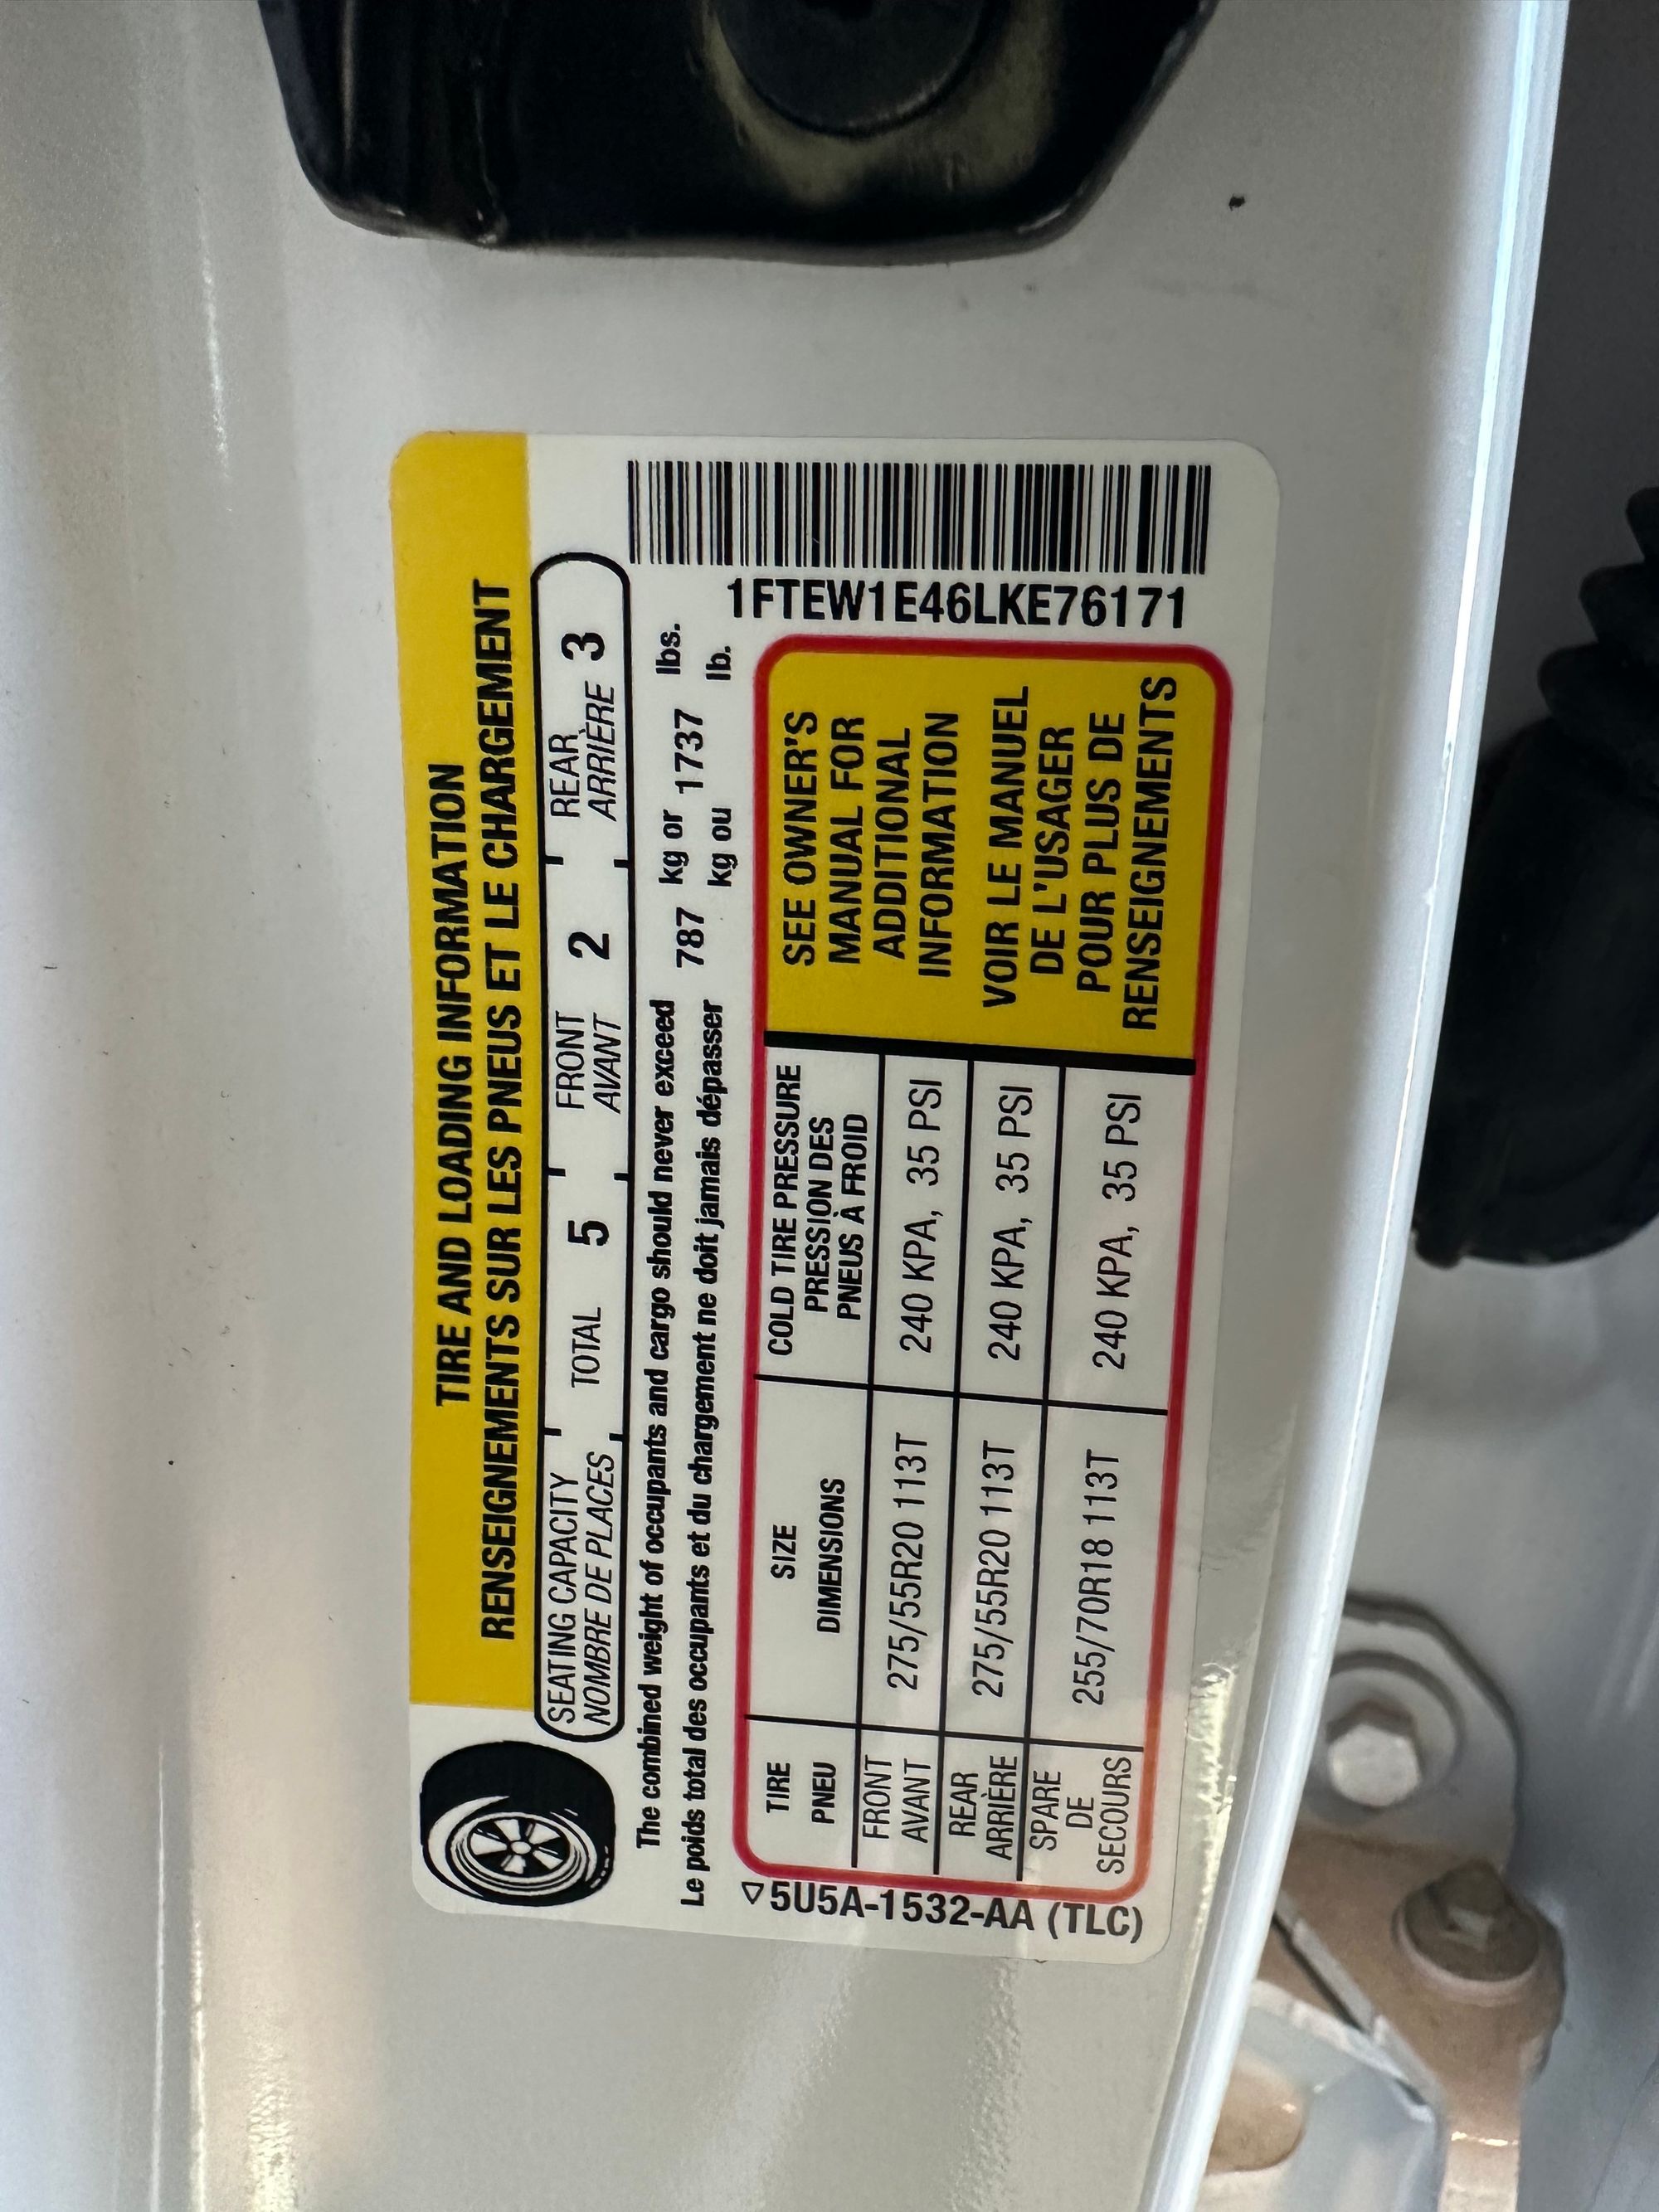 TIRE AND LOADING INFORMATION
RENSEIGNEMENTS SUR LES PNEUS ET LE CHARGEMENT
SEATING CAPACITY
NOMBRE DE PLACES
TOTAL 5
FRONT
AVANT 2
REAR
ARRIÈRE 3
The combined weight of occupants and cargo should never exceed 787 kg or 1737 lbs.
Le poids total des occupants et du chargement ne doit jamais dépasser kg ou lb.
TIRE
PNEU
SIZE
DIMENSIONS
COLD TIRE PRESSURE
PRESSION DES
PNEUS À FROID
FRONT
AVANT
275/55R20 113T
240 KPA, 35 PSI
REAR
ARRIÈRE
275/55R20 113T
240 KPA, 35 PSI
SPARE
DE
SECOURS
255/70R18 113T
240 KPA, 35 PSI
SEE OWNER'S
MANUAL FOR
ADDITIONAL
INFORMATION
VOIR LE MANUEL
DE L'USAGER
POUR PLUS DE
RENSEIGNEMENTS
1FTEW1E46LKE76171
5U5A-1532-AA (TLC)